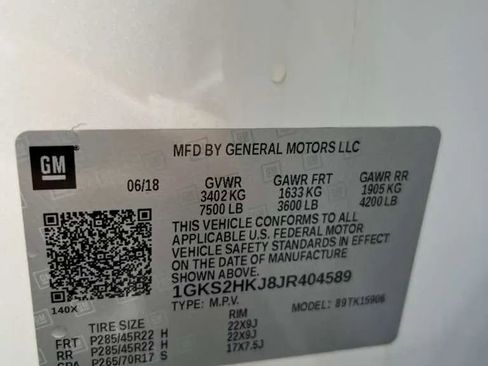 GM
MFD BY GENERAL MOTORS LLC
06/18 GVWR GAWR FRT GAWR RR
3402 KG 1633 KG 1905 KG
7500 LB 3600 LB 4200 LB
THIS VEHICLE CONFORMS TO ALL
APPLICABLE U.S. FEDERAL MOTOR
VEHICLE SAFETY STANDARDS IN EFFECT
ON THE DATE OF MANUFACTURE
SHOWN ABOVE.
1GKS2HKJ8JR404589
140X TYPE: M.P.V. MODEL: 89TK15906
TIRE SIZE RIM
FRT P285/45R22 H 22X9J
RR P285/45R22 H 22X9J
SPA P265/70R17 S 17X7.5J